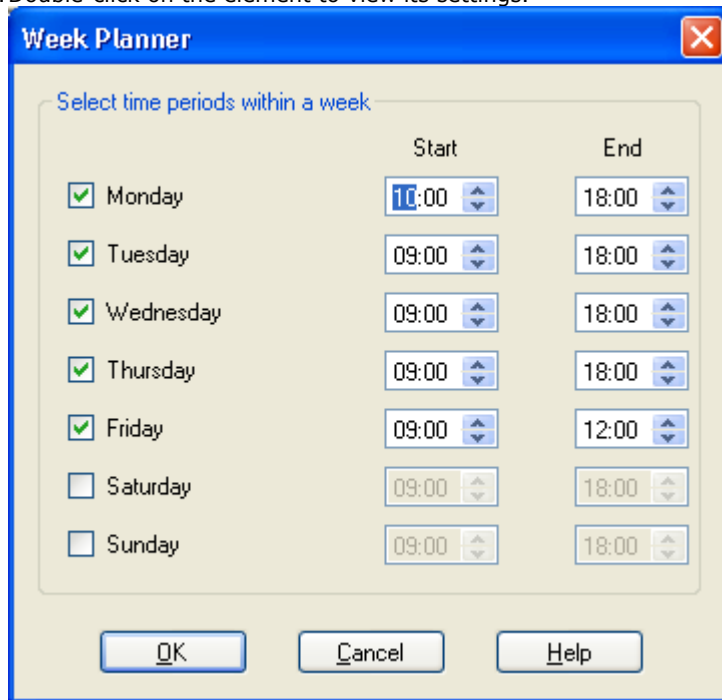 Double-click on the element to view its settings.
Week Planner
Select time periods within a week
Start End
Monday 10:00 18:00
Tuesday 09:00 18:00
Wednesday 09:00 18:00
Thursday 09:00 18:00
Friday 09:00 12:00
Saturday 09:00 18:00
Sunday 09:00 18:00
OK Cancel Help